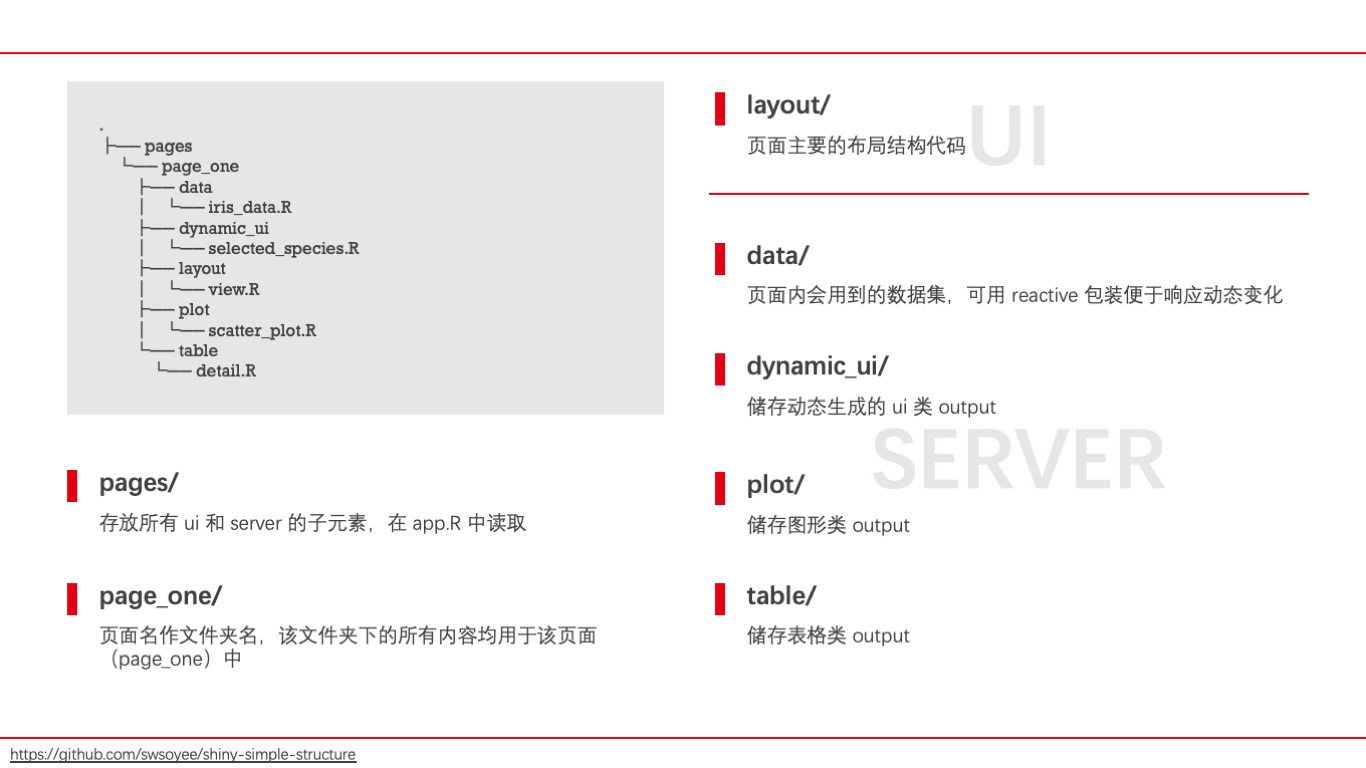 .
├── pages
└── page_one
├── data
│ └── iris_data.R
├── dynamic_ui
│ └── selected_species.R
├── layout
│ └── view.R
├── plot
│ └── scatter_plot.R
└── table
└── detail.R
pages/
存放所有 ui 和 server 的子元素，在 app.R 中读取
page_one/
页面名作文件夹名，该文件夹下的所有内容均用于该页面
（page_one）中
layout/
页面主要的布局结构代码
UI
data/
页面内会用到的数据集，可用 reactive 包装便于响应动态变化
dynamic_ui/
储存动态生成的 ui 类 output
SERVER
plot/
储存图形类 output
table/
储存表格类 output
https://github.com/swsoyee/shiny-simple-structure